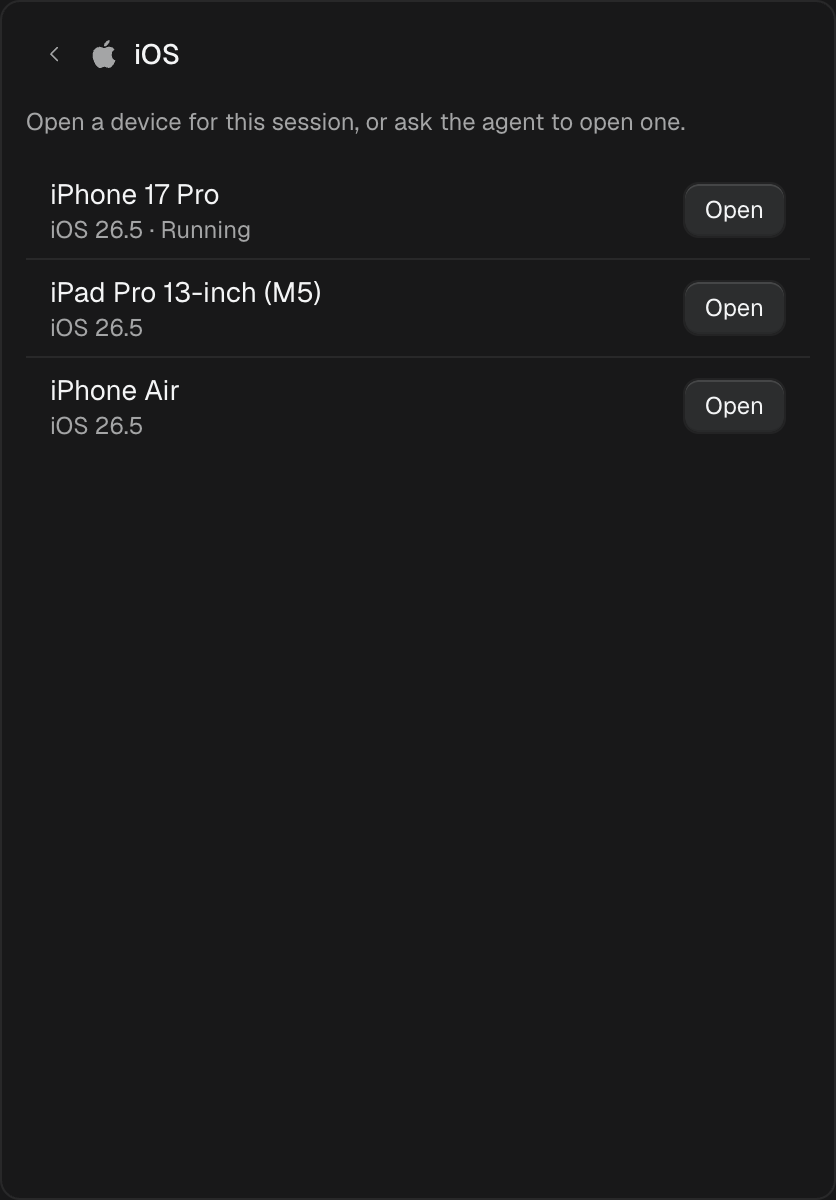 iOS
Open a device for this session, or ask the agent to open one.
iPhone 17 Pro
iOS 26.5 · Running
Open
iPad Pro 13-inch (M5)
iOS 26.5
Open
iPhone Air
iOS 26.5
Open